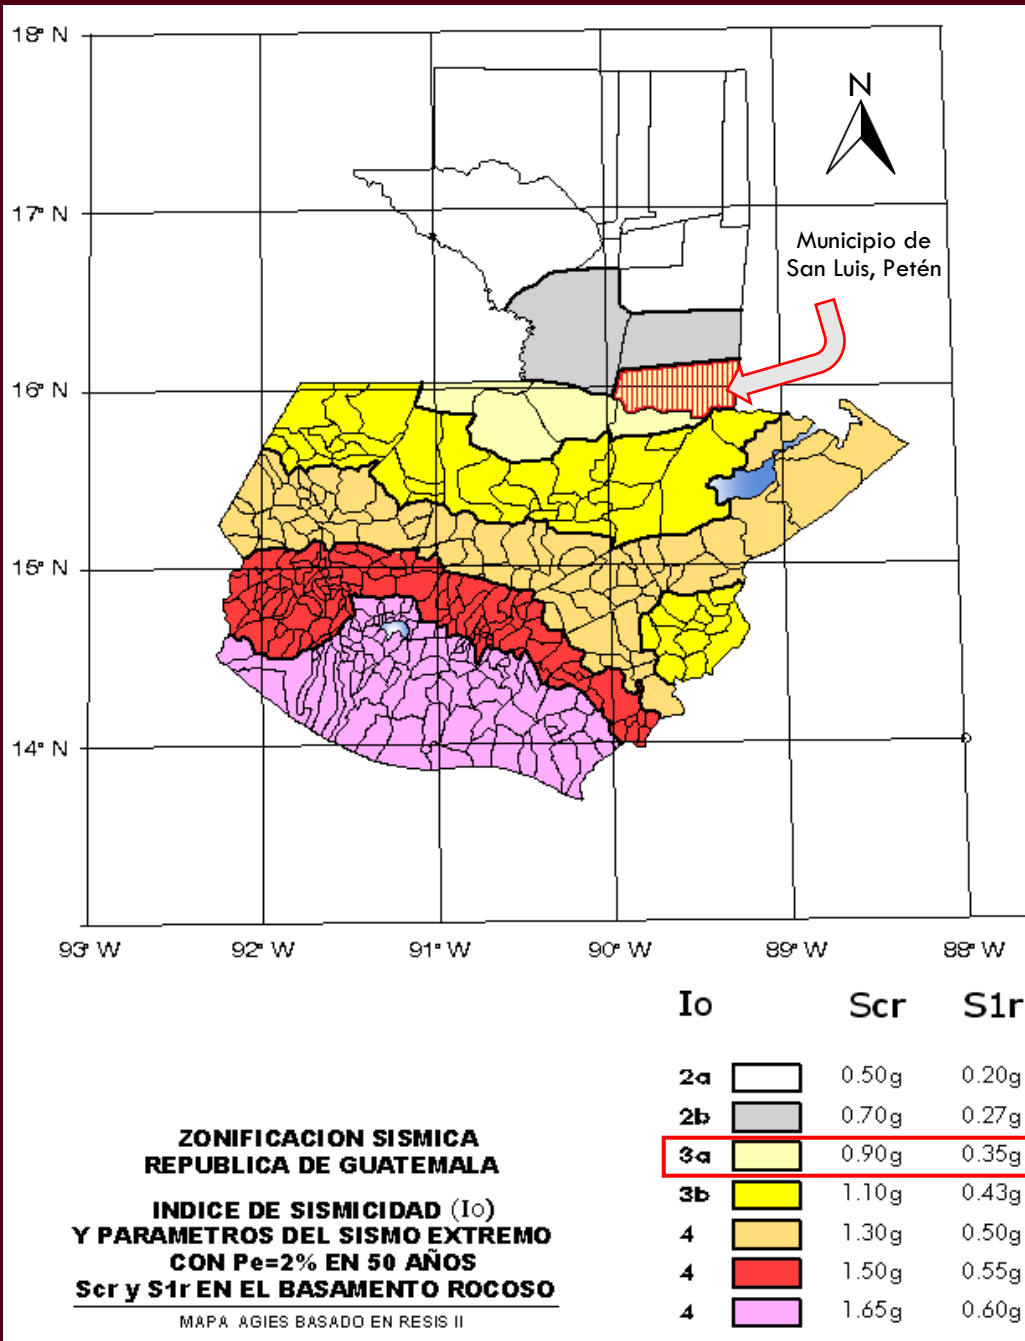 18° N
N
17° N
Municipio de
San Luis, Petén
16° N
15° N
14° N
93° W
92° W
91° W
90° W
89° W
88° W
Io Scr S1r
2a 0.50g 0.20g
2b 0.70g 0.27g
3a 0.90g 0.35g
3b 1.10g 0.43g
4 1.30g 0.50g
4 1.50g 0.55g
4 1.65g 0.60g
ZONIFICACION SISMICA
REPUBLICA DE GUATEMALA
INDICE DE SISMICIDAD (Io)
Y PARAMETROS DEL SISMO EXTREMO
CON Pe=2% EN 50 AÑOS
Scr y S1r EN EL BASAMENTO ROCOSO
MAPA AGIES BASADO EN RESIS II